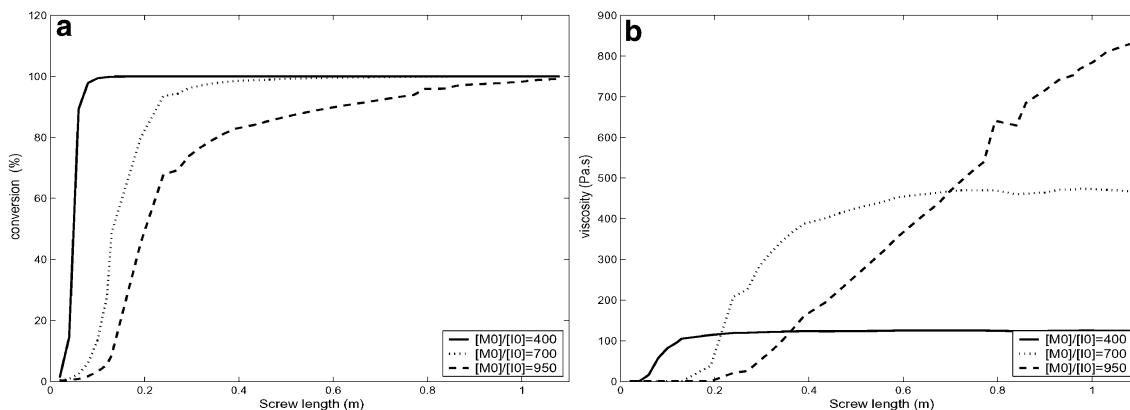 a
120
100
80
60
40
20
0
conversion (%)
0 0.2 0.4 0.6 0.8 1
Screw length (m)
[M0]/[I0]=400
[M0]/[I0]=700
[M0]/[I0]=950
b
900
800
700
600
500
400
300
200
100
0
viscosity (Pa.s)
0 0.2 0.4 0.6 0.8 1
Screw length (m)
[M0]/[I0]=400
[M0]/[I0]=700
[M0]/[I0]=950